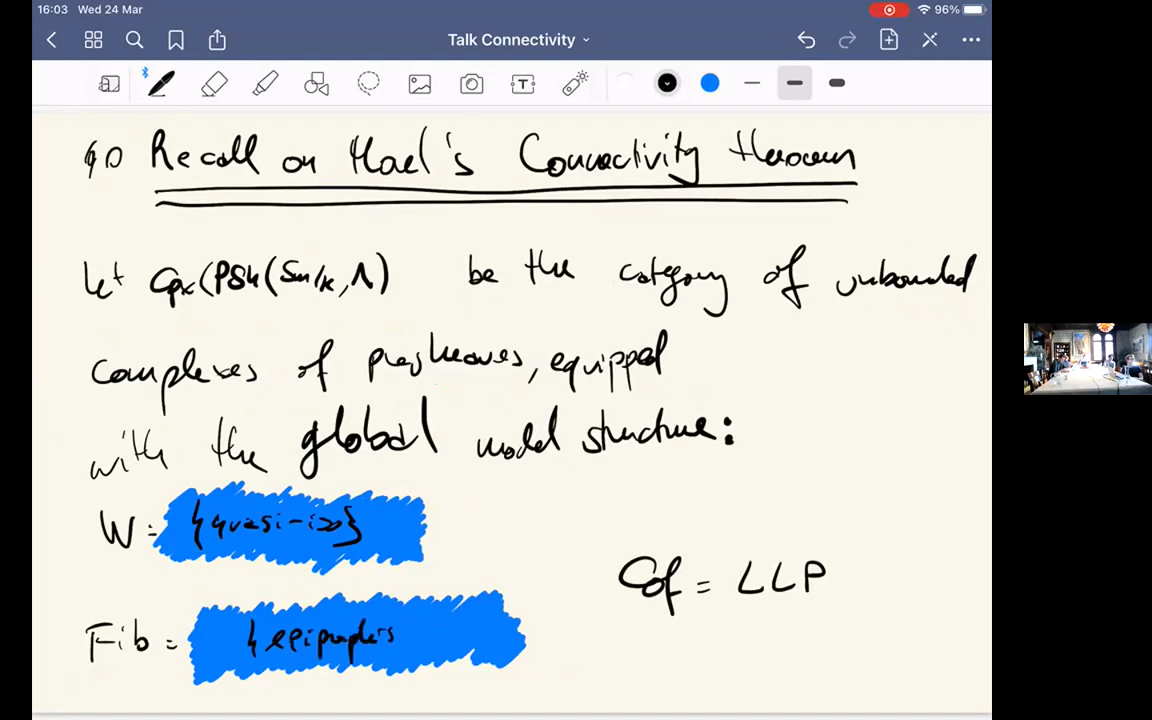 16:03 Wed 24 Mar
96%
Talk Connectivity
§0 Recall on Morel's Connectivity theorem
Let Cpx(PSh(Sm/k,Λ) be the category of unbounded
complexes of presheaves, equipped
with the global model structure:
W = {quasi-iso}
Cof = LLP
Fib = {epimorphisms